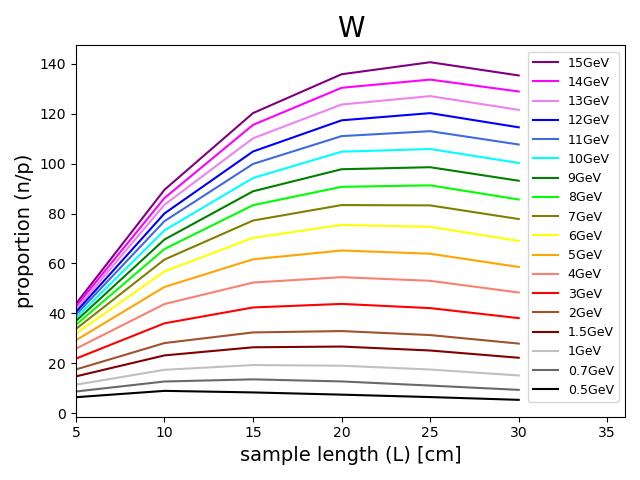 W
proportion (n/p)
140
120
100
80
60
40
20
0
5
10
15
20
25
30
35
sample length (L) [cm]
15GeV
14GeV
13GeV
12GeV
11GeV
10GeV
9GeV
8GeV
7GeV
6GeV
5GeV
4GeV
3GeV
2GeV
1.5GeV
1GeV
0.7GeV
0.5GeV